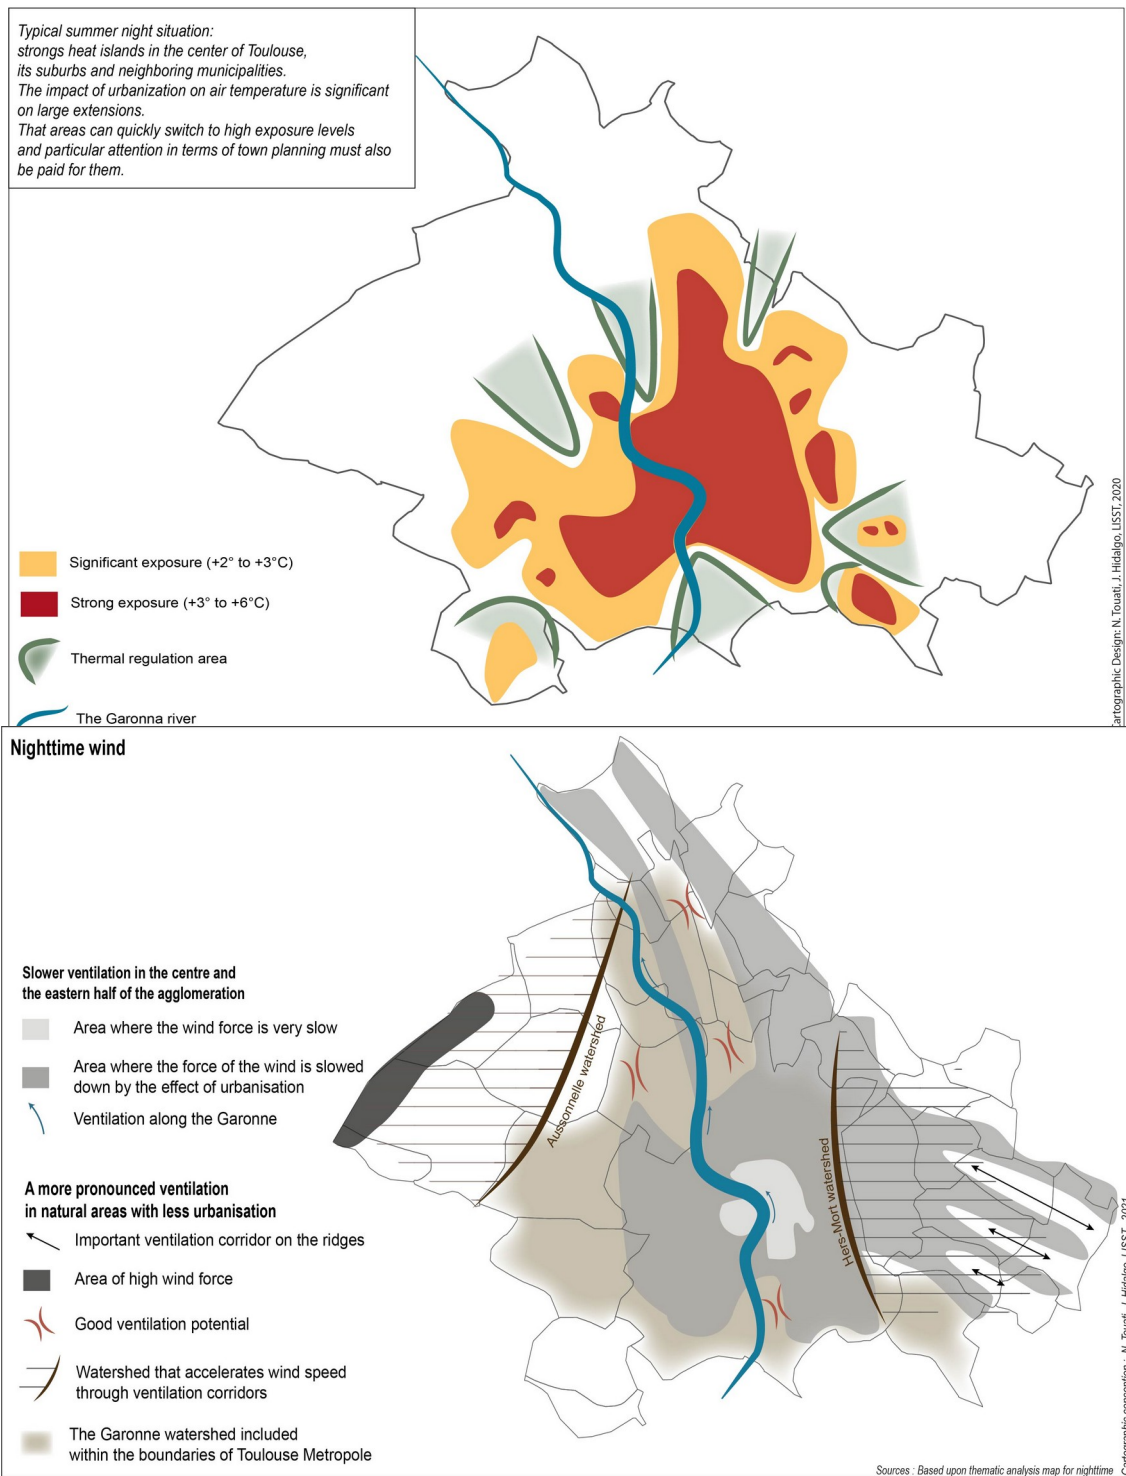 Typical summer night situation:
strongs heat islands in the center of Toulouse,
its suburbs and neighboring municipalities.
The impact of urbanization on air temperature is significant
on large extensions.
That areas can quickly switch to high exposure levels
and particular attention in terms of town planning must also
be paid for them.
Significant exposure (+2° to +3°C)
Strong exposure (+3° to +6°C)
Thermal regulation area
The Garonna river
Cartographic Design: N. Touati, J. Hidalgo, LISST, 2020
Nighttime wind
Slower ventilation in the centre and
the eastern half of the agglomeration
Area where the wind force is very slow
Area where the force of the wind is slowed
down by the effect of urbanisation
Ventilation along the Garonne
A more pronounced ventilation
in natural areas with less urbanisation
Important ventilation corridor on the ridges
Area of high wind force
Good ventilation potential
Watershed that accelerates wind speed
through ventilation corridors
The Garonne watershed included
within the boundaries of Toulouse Metropole
Aussonnelle watershed
Hers-Mort watershed
Cartographic conception : N. Touati, J. Hidalgo, LISST, 2021
Sources : Based upon thematic analysis map for nighttime